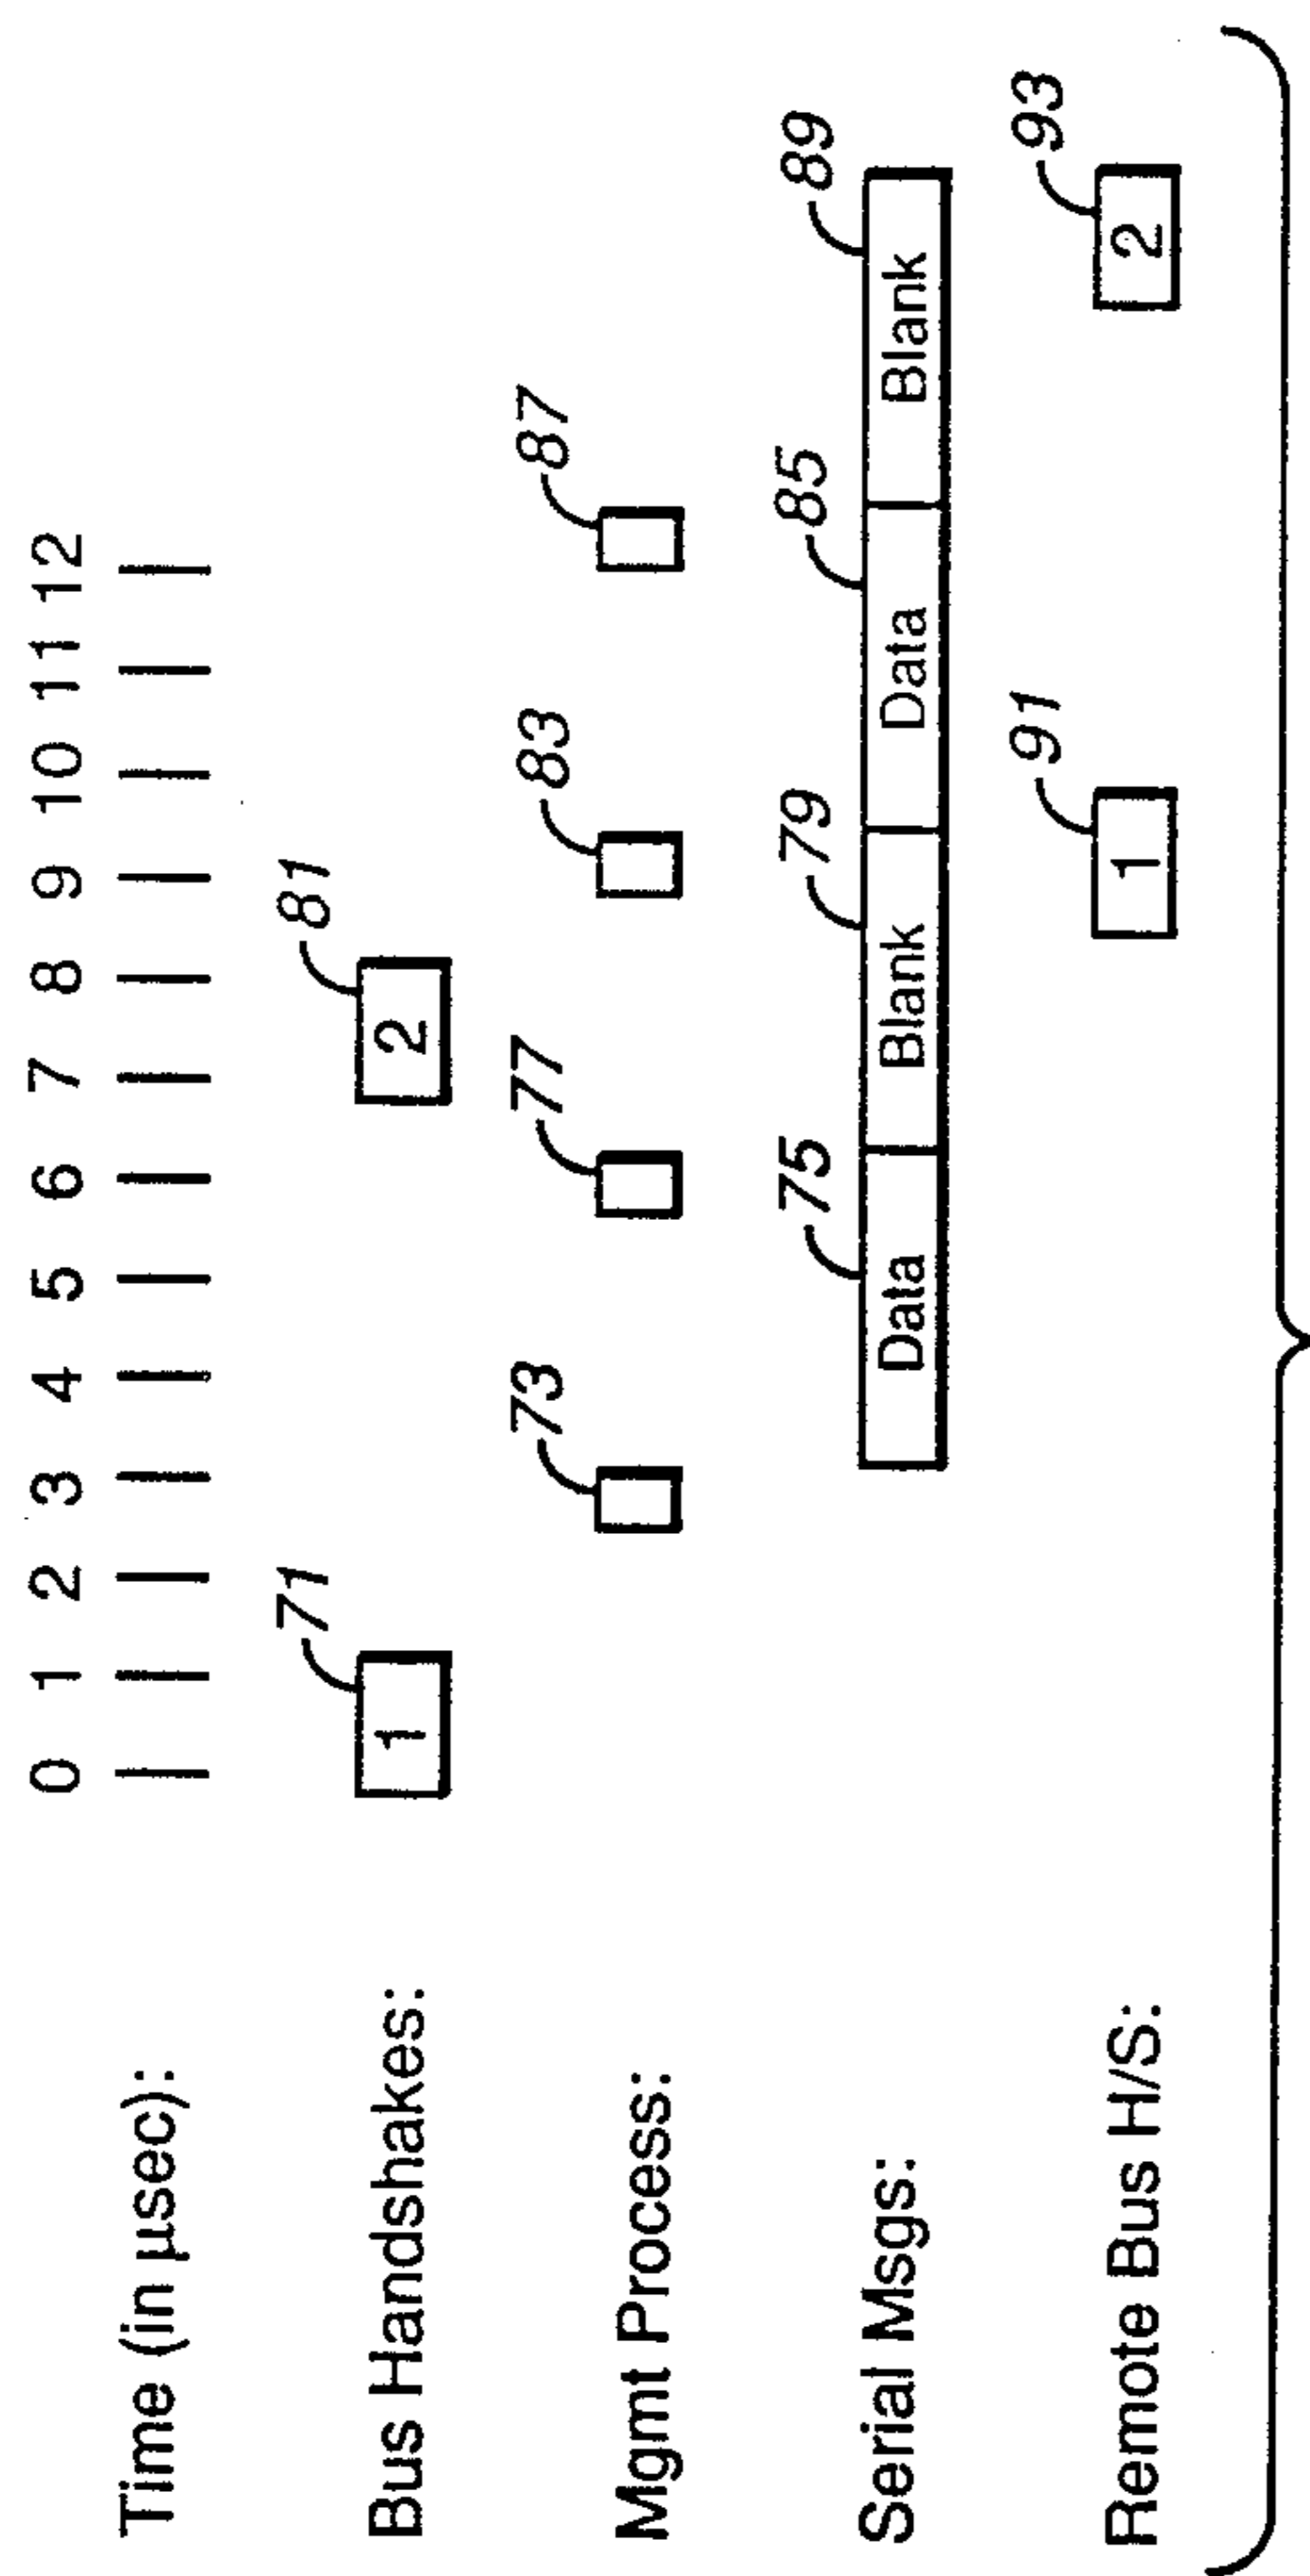 Time (in µsec): 0 1 2 3 4 5 6 7 8 9 10 11 12
71 81
Bus Handshakes: 1 2
73 77 83 87
Mgmt Process:
75 79 85 89
Serial Msgs: Data Blank Data Blank
91 93
Remote Bus H/S: 1 2